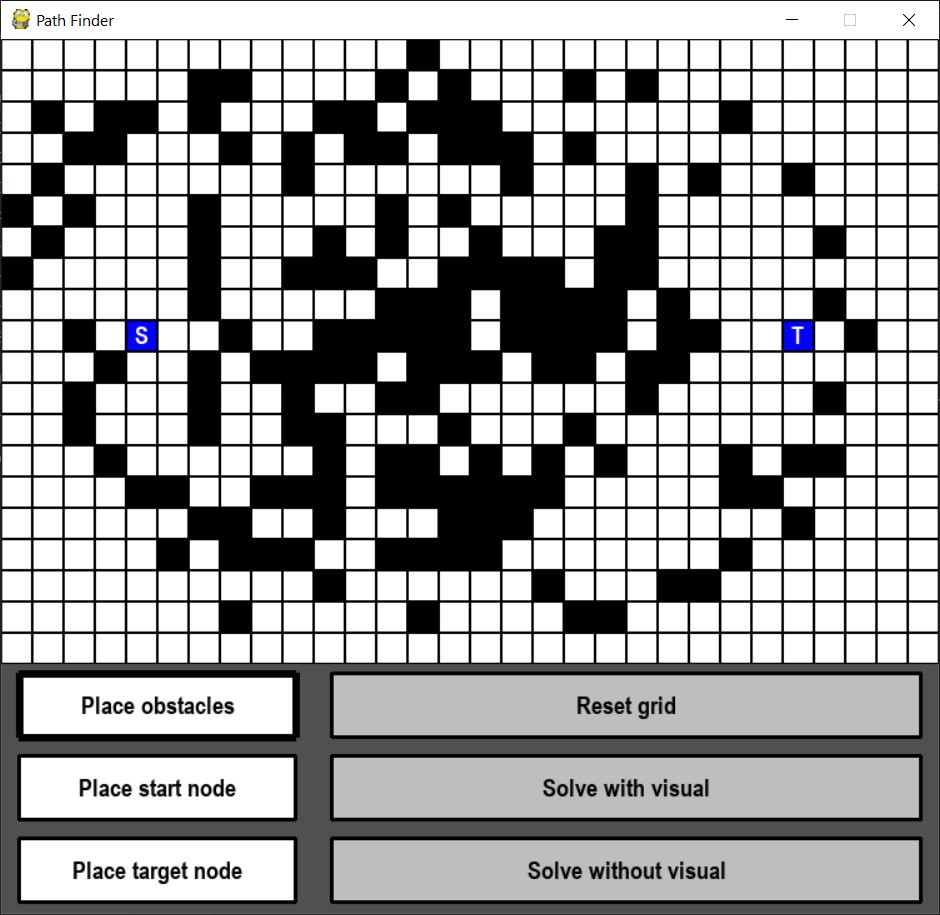 Path Finder
S
T
Place obstacles
Reset grid
Place start node
Solve with visual
Place target node
Solve without visual